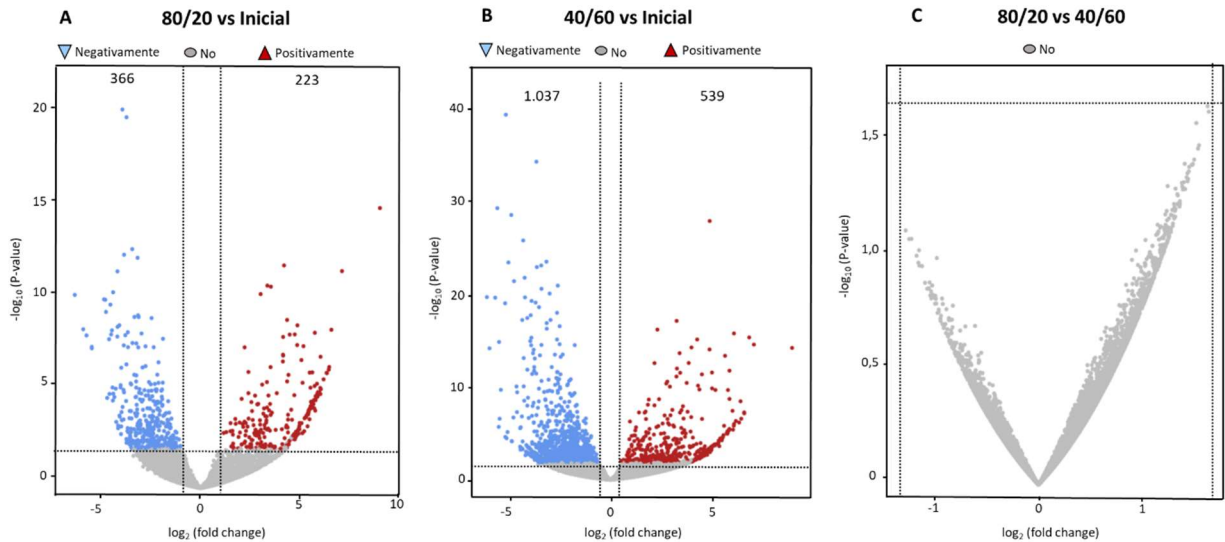 A
80/20 vs Inicial
Negativamente
No
Positivamente
366
223
20
15
10
5
0
-log10 (P-value)
-5
0
5
10
log2 (fold change)
B
40/60 vs Inicial
Negativamente
No
Positivamente
1.037
539
40
30
20
10
0
-log10 (P-value)
-5
0
5
log2 (fold change)
C
80/20 vs 40/60
No
1,5
1,0
0,5
0
-log10 (P-value)
-1
0
1
log2 (fold change)